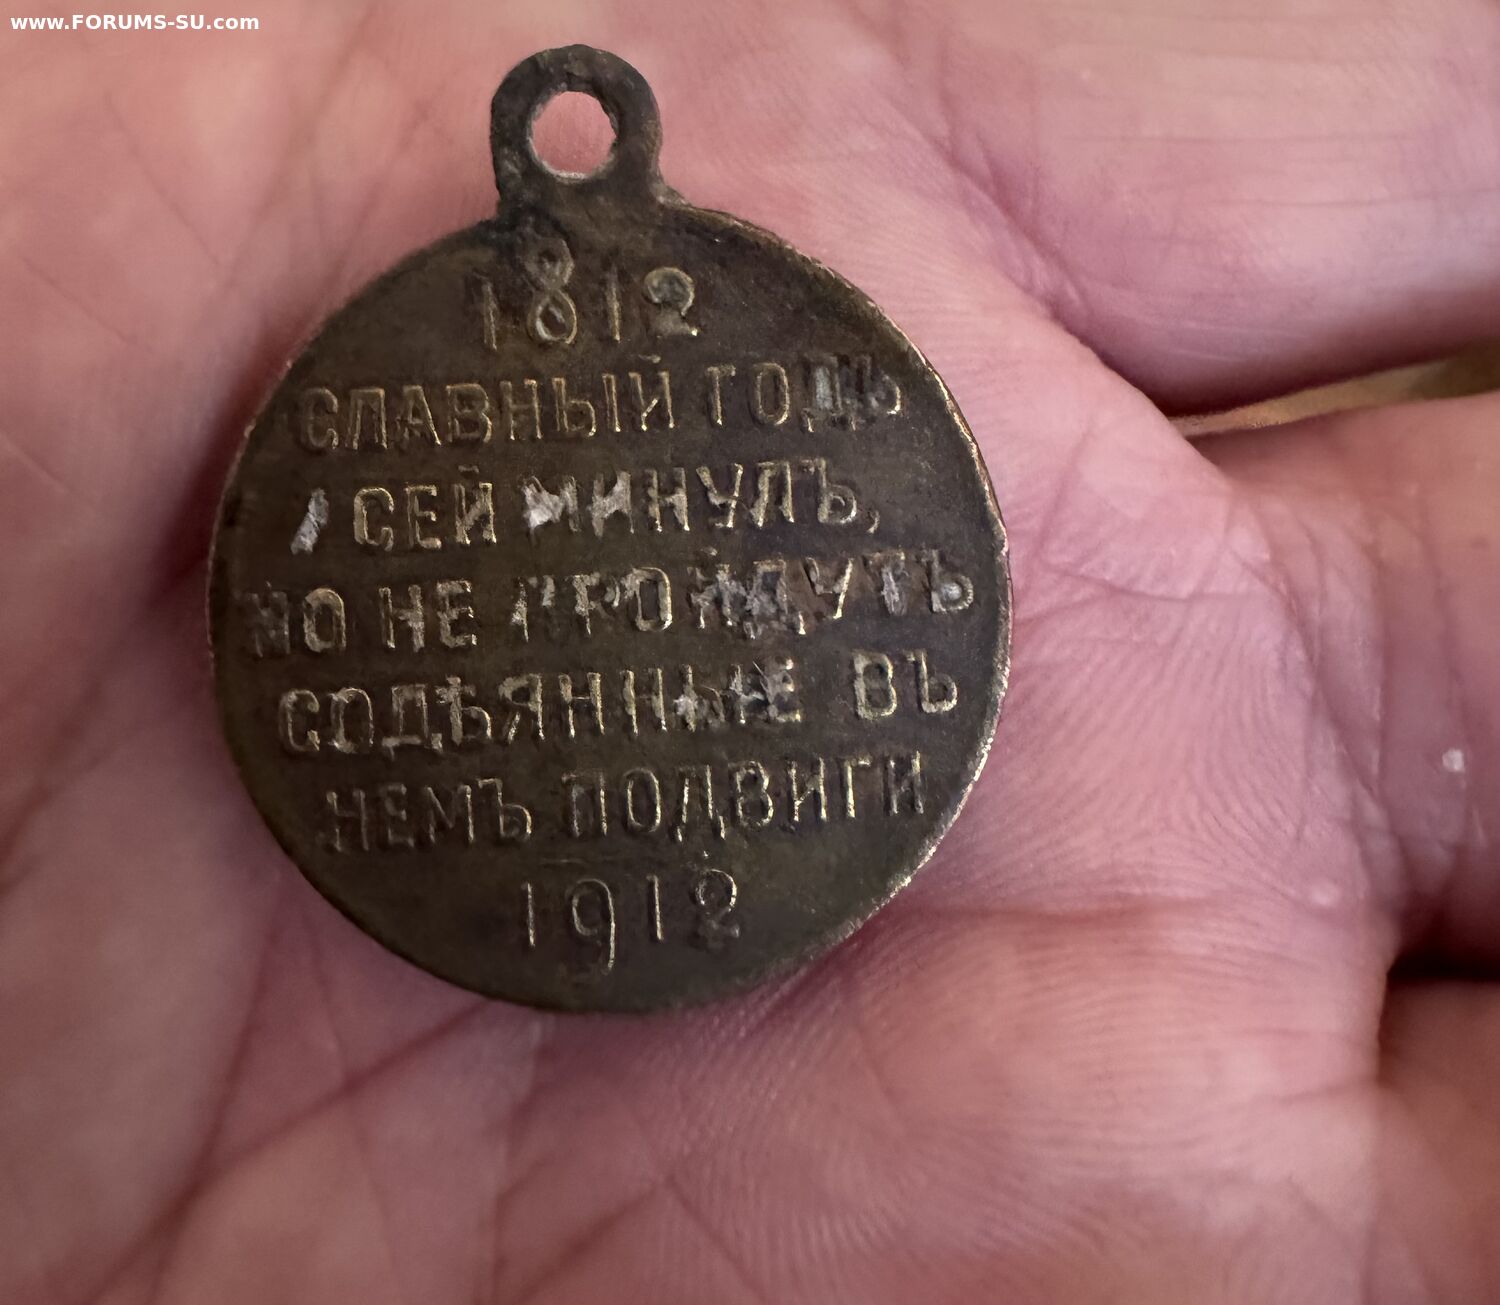 www.FORUMS-SU.com
1812
СЛАВНЫЙ ГОДЪ
СЕЙ МИНУЛЪ,
НО НЕ ПРОЙДУТЪ
СОДѢЯННЫЕ ВЪ
НЕМЪ ПОДВИГИ
1912